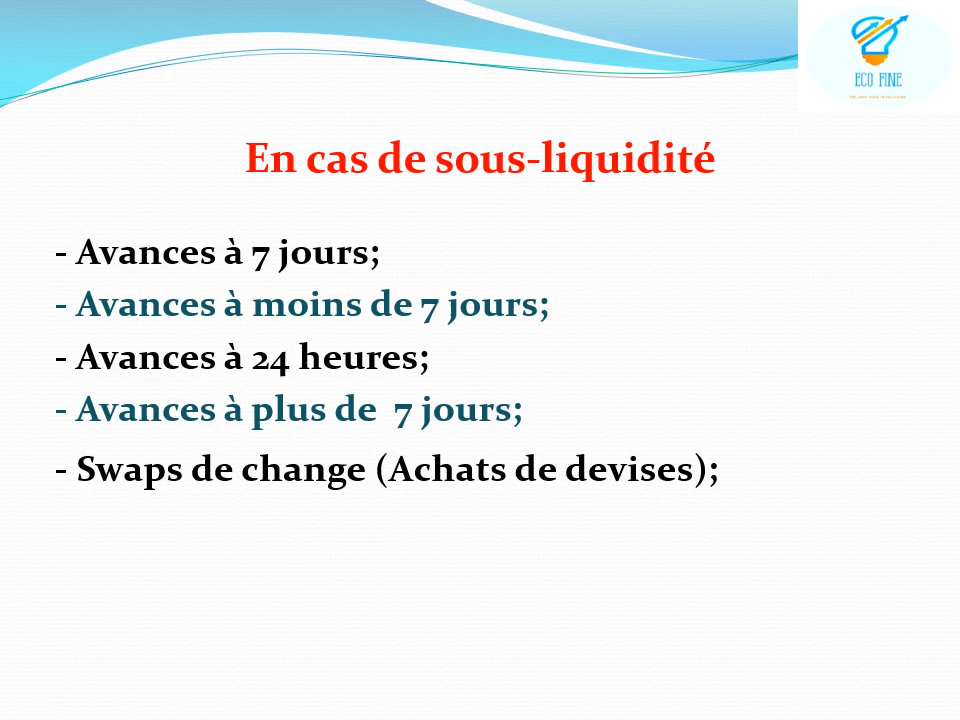 ECO FINE
En cas de sous-liquidité
- Avances à 7 jours;
- Avances à moins de 7 jours;
- Avances à 24 heures;
- Avances à plus de 7 jours;
- Swaps de change (Achats de devises);